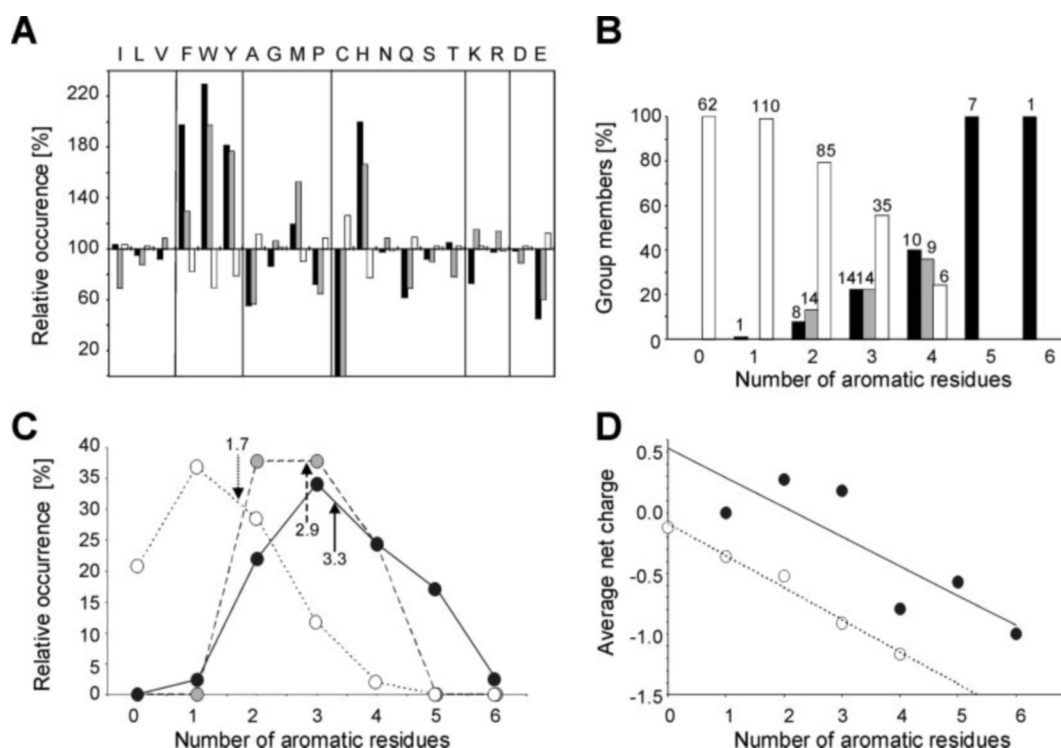 A
I L V F W Y A G M P C H N Q S T K R D E
Relative occurence [%]
220
180
140
100
60
20
B
Group members [%]
100
80
60
40
20
0
62
110
85
35
7
1
1
8
14
14
14
10
9
6
0 1 2 3 4 5 6
Number of aromatic residues
C
Relative occurrence [%]
40
35
30
25
20
15
10
5
0
1.7
2.9
3.3
0 1 2 3 4 5 6
Number of aromatic residues
D
Average net charge
0.5
0.0
-0.5
-1.0
-1.5
0 1 2 3 4 5 6
Number of aromatic residues